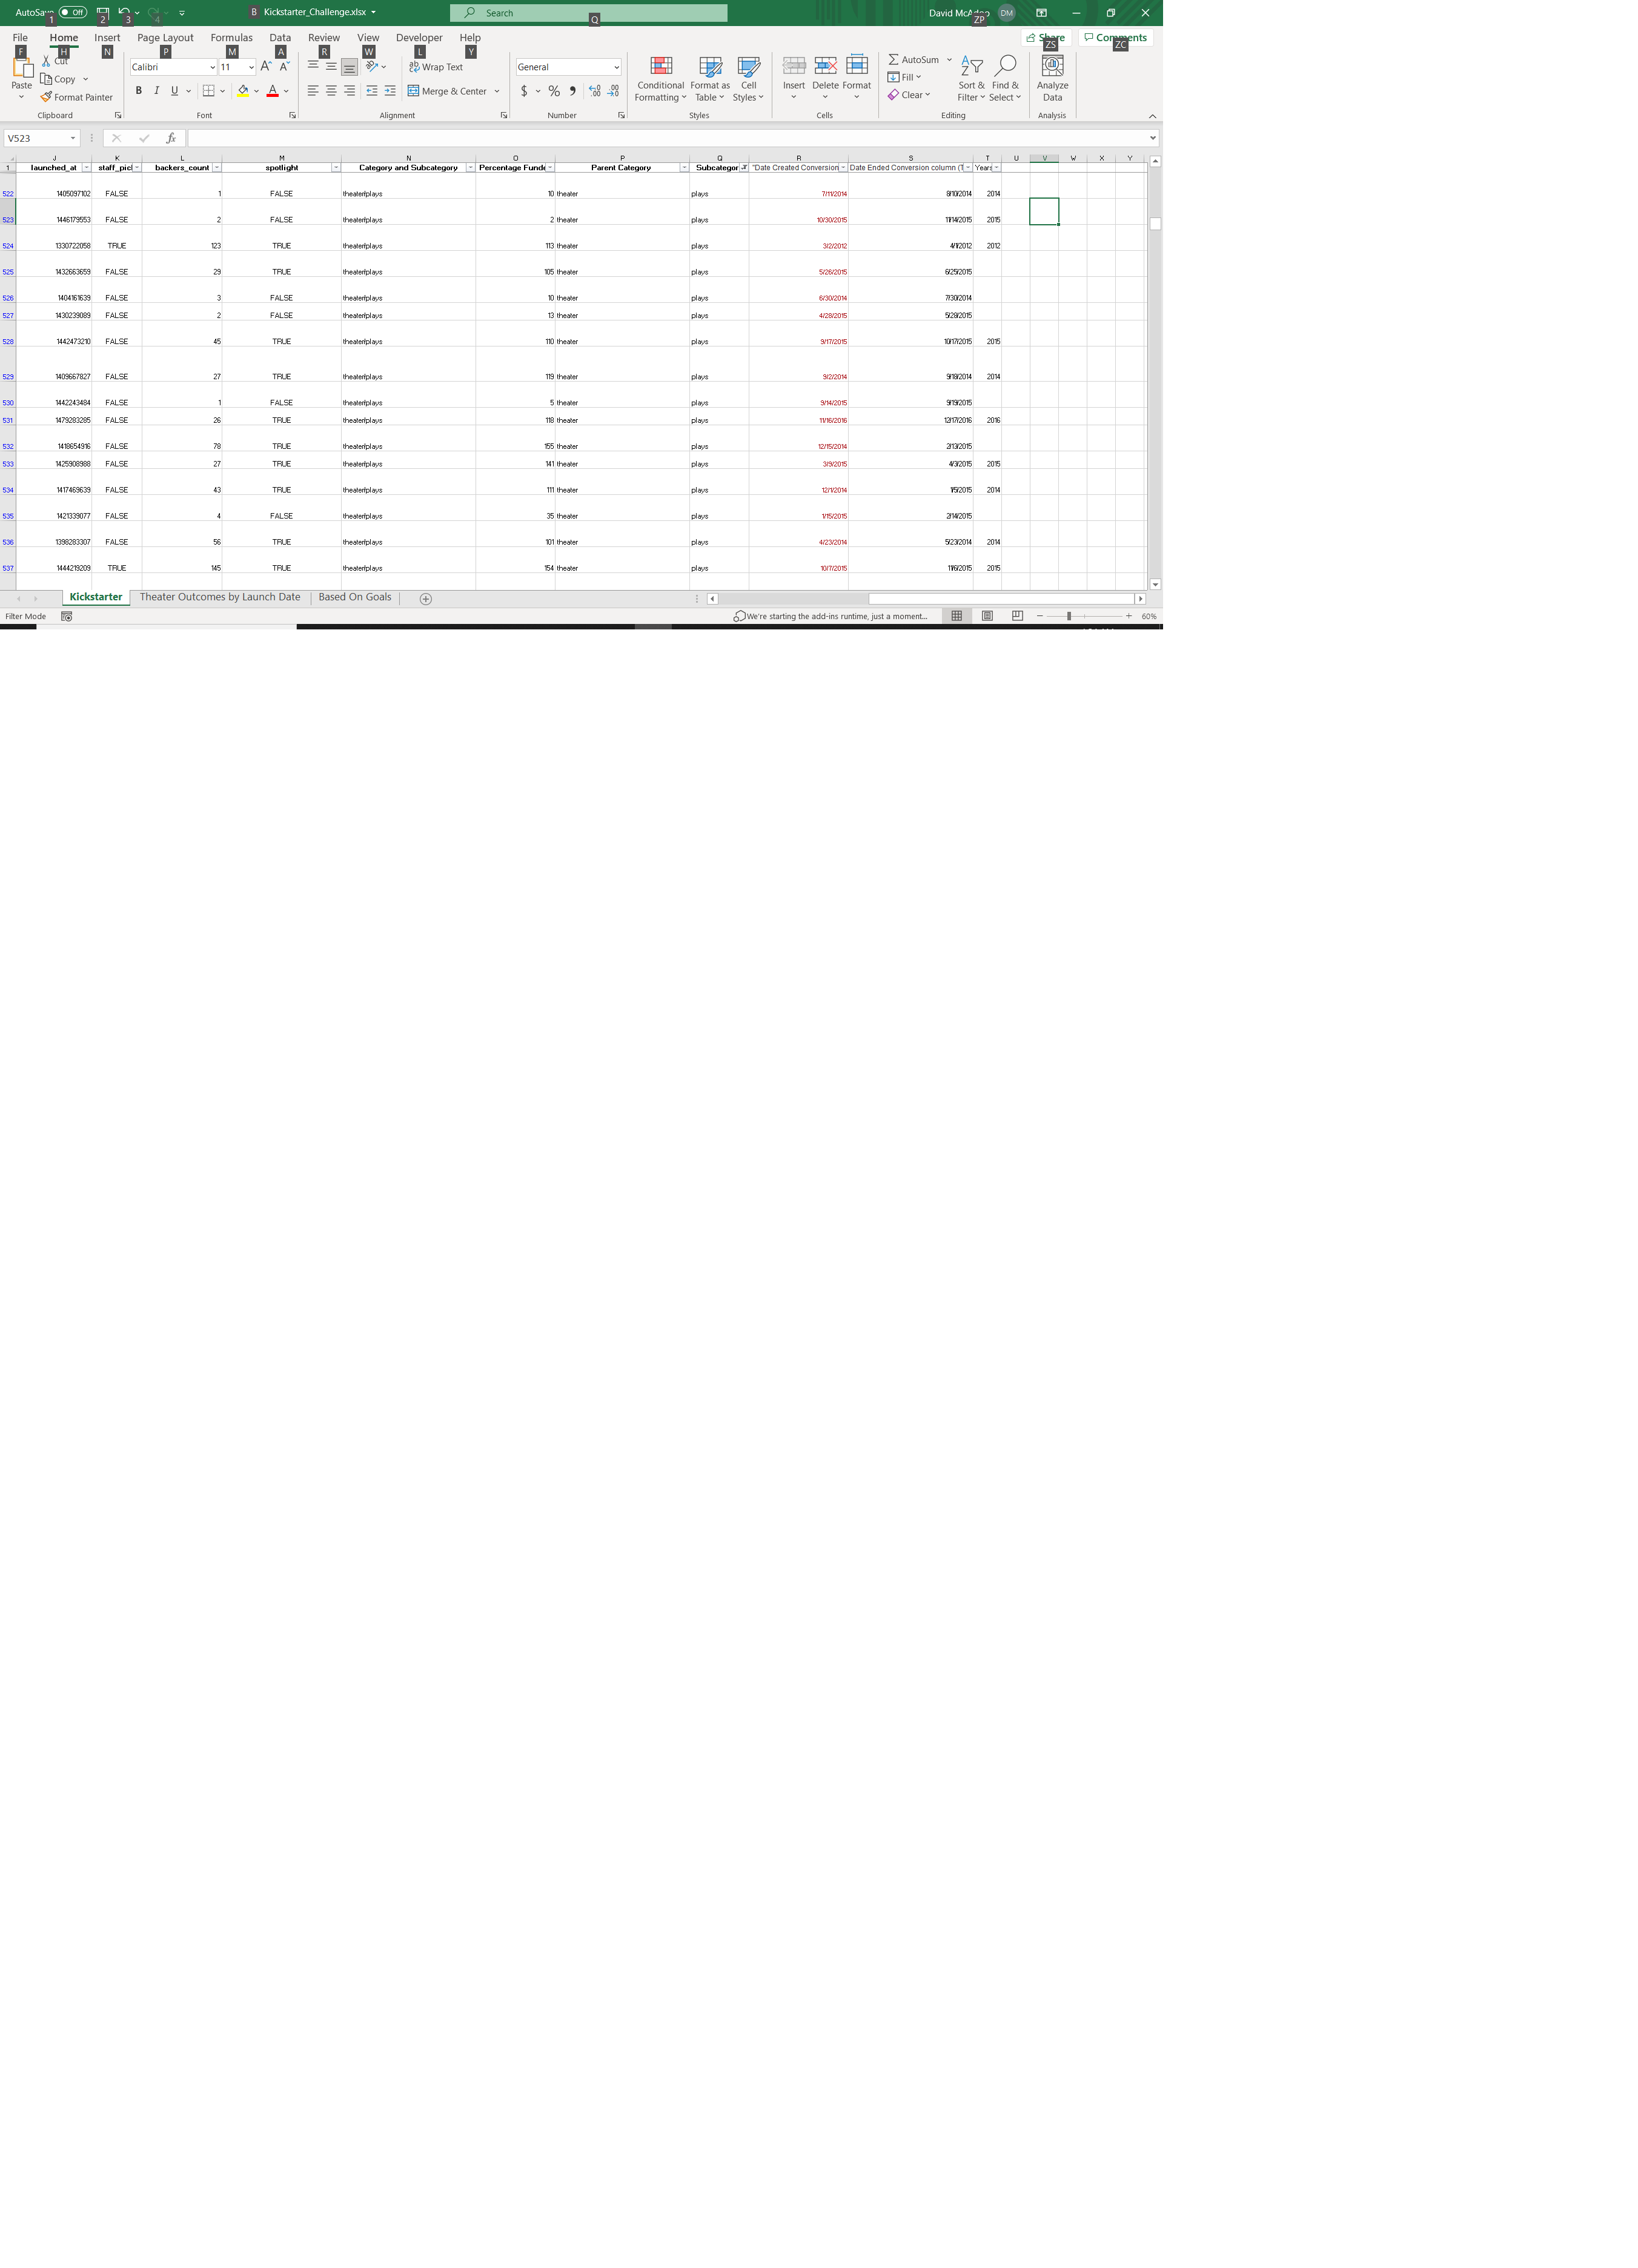 AutoSav Off Kickstarter_Challenge.xlsx Search David McAdoo DM
1 2 3 4 B Q ZP
File Home Insert Page Layout Formulas Data Review View Developer Help Share Comments
F H N P M A R W L Y ZS ZC
Paste Cut Calibri 11 Wrap Text General Conditional Formatting Format as Table Cell Styles Insert Delete Format AutoSum Sort & Filter Find & Select Analyze Data
Copy Fill
Format Painter B I U A Merge & Center $ % Clear
Clipboard Font Alignment Number Styles Cells Editing Analysis
V523 fx
J K L M N O P Q R S T U V W X Y
1 launched_at staff_picl backers_count spotlight Category and Subcategory Percentage Funde Parent Category Subcategor "Date Created Conversion Date Ended Conversion column (T Years
522 1405097102 FALSE 1 FALSE theater/plays 10 theater plays 7/11/2014 8/10/2014 2014
523 1446179553 FALSE 2 FALSE theater/plays 2 theater plays 10/30/2015 11/14/2015 2015
524 1330722058 TRUE 123 TRUE theater/plays 113 theater plays 3/2/2012 4/1/2012 2012
525 1432663659 FALSE 29 TRUE theater/plays 105 theater plays 5/26/2015 6/25/2015
526 1404161639 FALSE 3 FALSE theater/plays 10 theater plays 6/30/2014 7/30/2014
527 1430239089 FALSE 2 FALSE theater/plays 13 theater plays 4/28/2015 5/28/2015
528 1442473210 FALSE 45 TRUE theater/plays 110 theater plays 9/17/2015 10/17/2015 2015
529 1409667827 FALSE 27 TRUE theater/plays 119 theater plays 9/2/2014 9/18/2014 2014
530 1442243484 FALSE 1 FALSE theater/plays 5 theater plays 9/14/2015 9/19/2015
531 1479283285 FALSE 26 TRUE theater/plays 118 theater plays 11/16/2016 12/17/2016 2016
532 1418654916 FALSE 78 TRUE theater/plays 155 theater plays 12/15/2014 2/13/2015
533 1425908988 FALSE 27 TRUE theater/plays 141 theater plays 3/9/2015 4/3/2015 2015
534 1417469639 FALSE 43 TRUE theater/plays 111 theater plays 12/1/2014 1/5/2015 2014
535 1421339077 FALSE 4 FALSE theater/plays 35 theater plays 1/15/2015 2/14/2015
536 1398283307 FALSE 56 TRUE theater/plays 101 theater plays 4/23/2014 5/23/2014 2014
537 1444219209 TRUE 145 TRUE theater/plays 154 theater plays 10/7/2015 11/6/2015 2015
Kickstarter Theater Outcomes by Launch Date Based On Goals
Filter Mode We're starting the add-ins runtime, just a moment... 60%